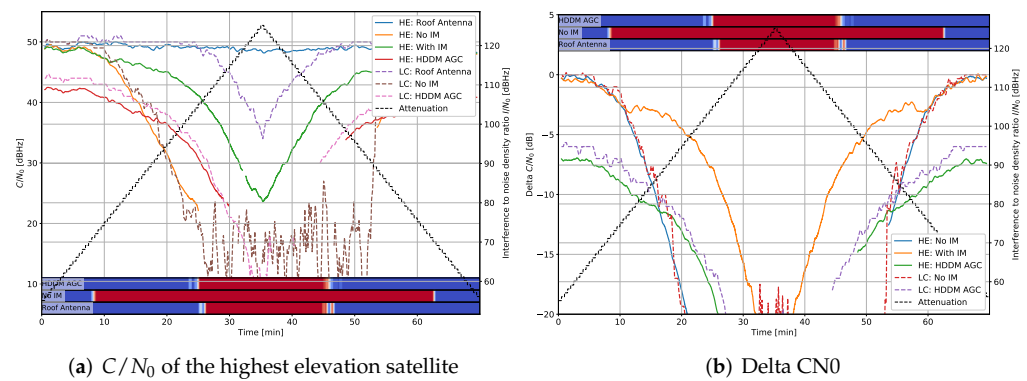 50
40
30
20
10
C/N0 [dBHz]
HE: Roof Antenna
HE: No IM
HE: With IM
HE: HDDM AGC
LC: Roof Antenna
LC: No IM
LC: HDDM AGC
Attenuation
120
110
100
90
80
70
60
Interference to noise density ratio I/N0 [dBHz]
HDDM AGC
No IM
Roof Antenna
0 10 20 30 40 50 60
Time [min]
(a) C/N0 of the highest elevation satellite
5
0
−5
−10
−15
−20
Delta C/N0 [dB]
HDDM AGC
No IM
Roof Antenna
120
110
100
90
80
70
60
Interference to noise density ratio I/N0 [dBHz]
HE: No IM
HE: With IM
HE: HDDM AGC
LC: No IM
LC: HDDM AGC
Attenuation
0 10 20 30 40 50 60
Time [min]
(b) Delta CN0